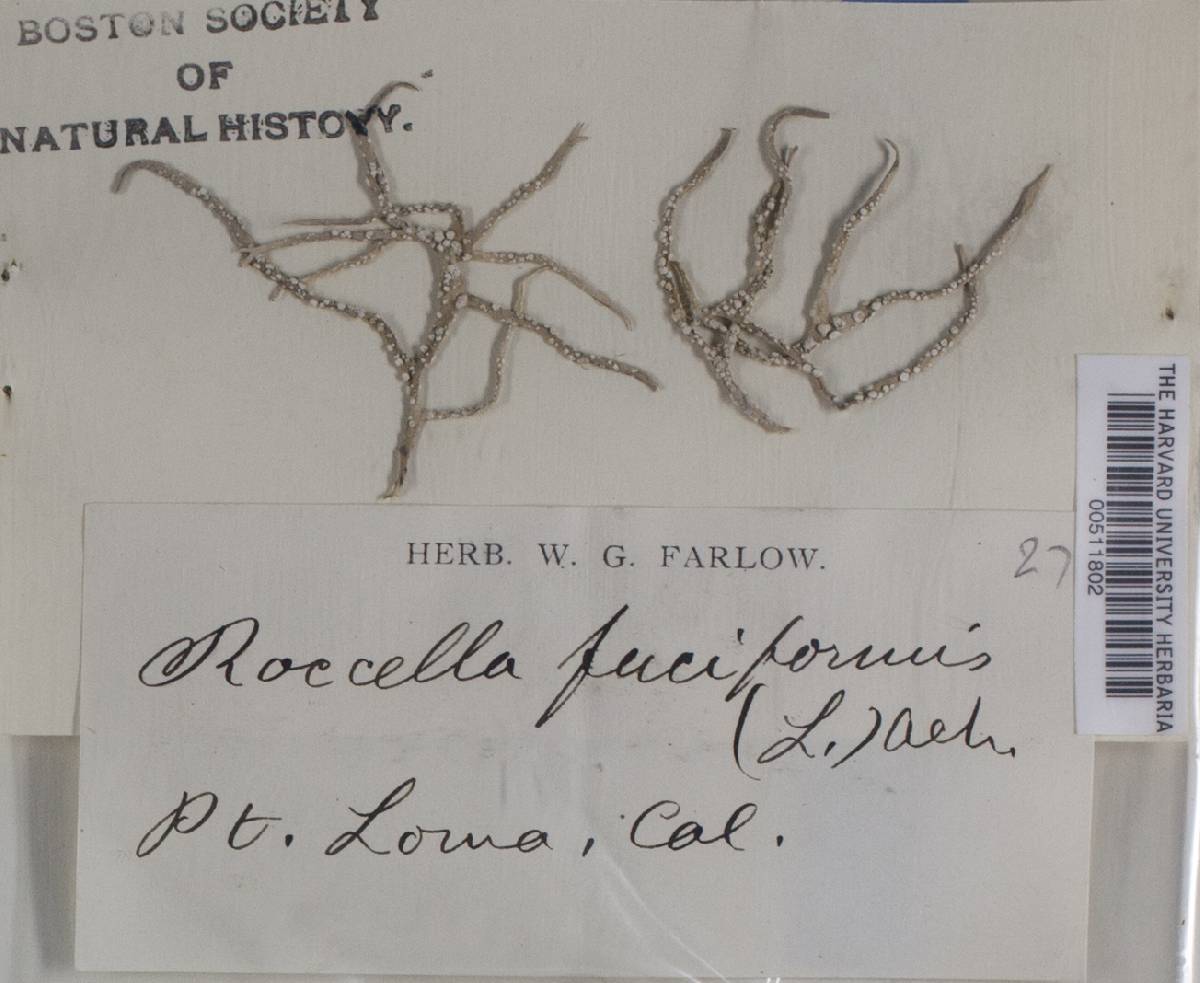 BOSTON SOCIETY
OF
NATURAL HISTORY.
THE HARVARD UNIVERSITY HERBARIA
00511802
HERB. W. G. FARLOW.
27
Roccella fuciformis
(L.) Ach.
Pt. Loma, Cal.